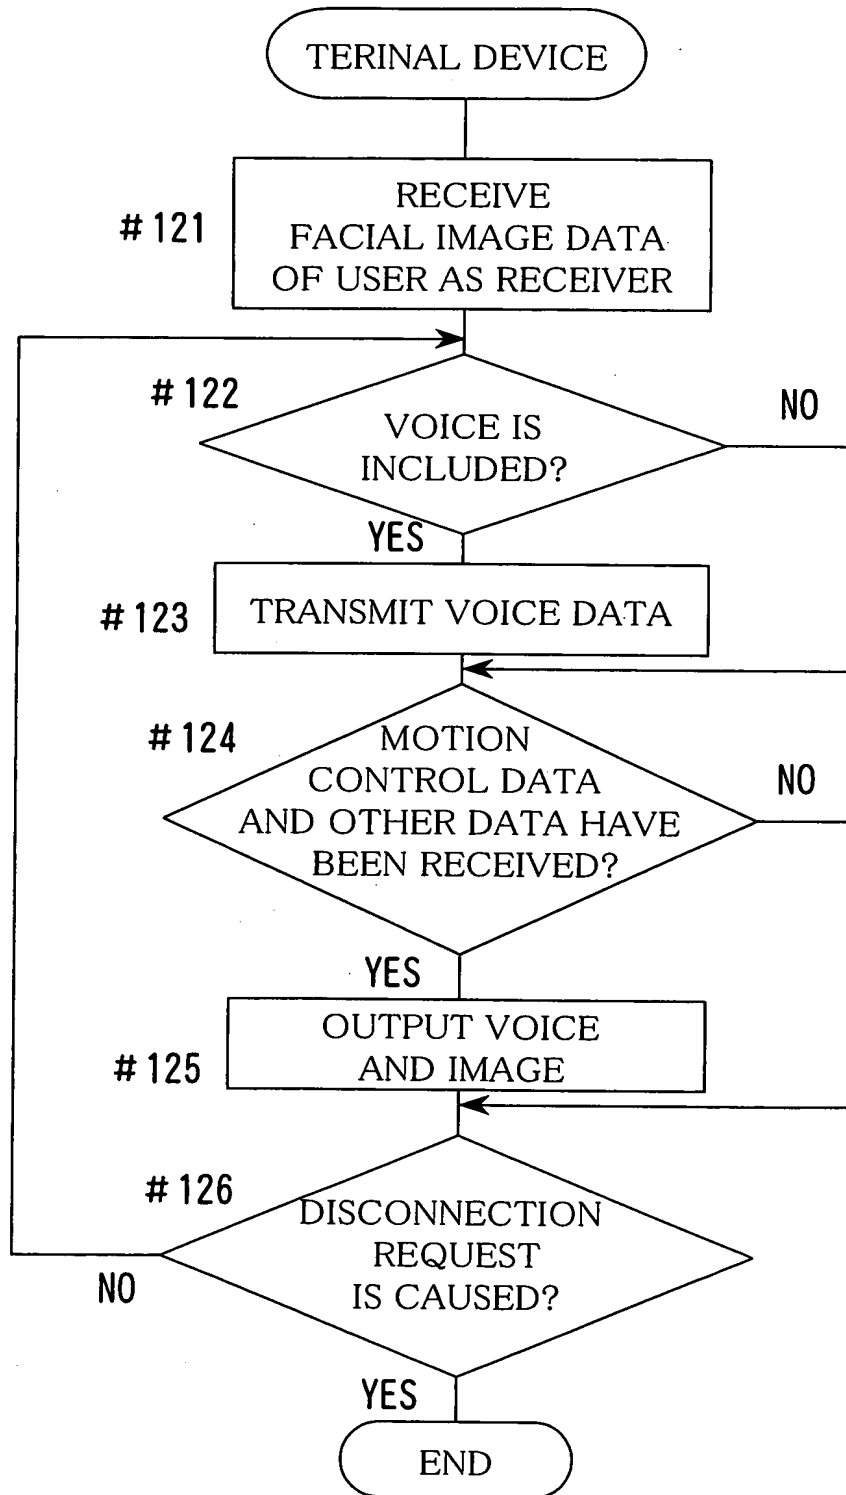 TERINAL DEVICE
#121
RECEIVE
FACIAL IMAGE DATA
OF USER AS RECEIVER
#122
VOICE IS
INCLUDED?
NO
YES
#123
TRANSMIT VOICE DATA
#124
MOTION
CONTROL DATA
AND OTHER DATA HAVE
BEEN RECEIVED?
NO
YES
#125
OUTPUT VOICE
AND IMAGE
#126
DISCONNECTION
REQUEST
IS CAUSED?
NO
YES
END